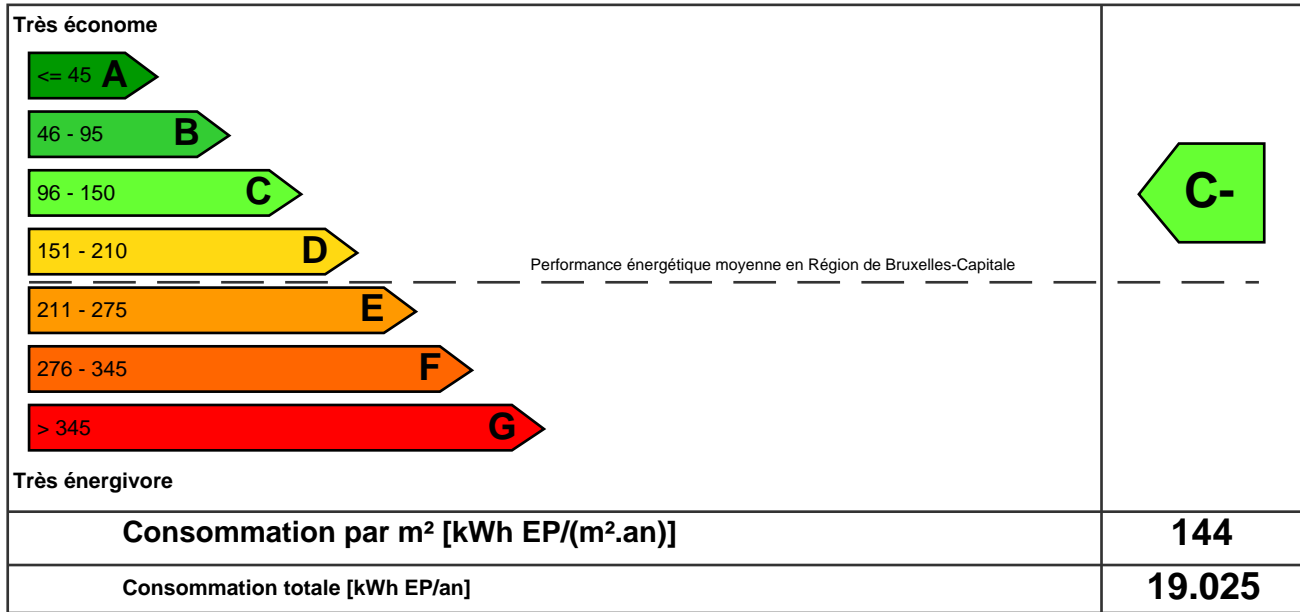 Très économe
<= 45 A
46 - 95 B
96 - 150 C
C-
151 - 210 D
Performance énergétique moyenne en Région de Bruxelles-Capitale
211 - 275 E
276 - 345 F
> 345 G
Très énergivore
Consommation par m² [kWh EP/(m².an)] 144
Consommation totale [kWh EP/an] 19.025